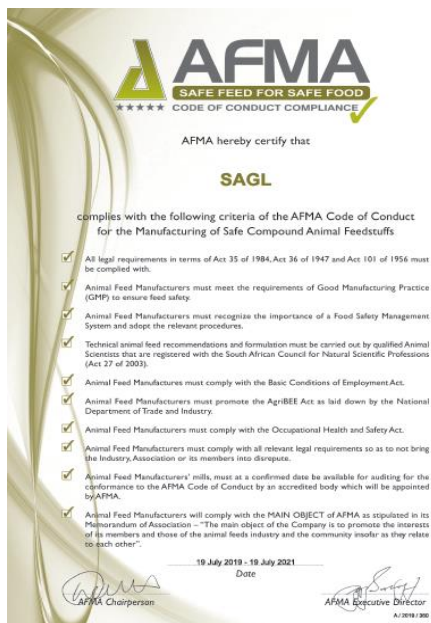 AFMA
SAFE FEED FOR SAFE FOOD
CODE OF CONDUCT COMPLIANCE
AFMA hereby certify that
SAGL
complies with the following criteria of the AFMA Code of Conduct
for the Manufacturing of Safe Compound Animal Feedstuffs
All legal requirements in terms of Act 35 of 1984, Act 36 of 1947 and Act 101 of 1956 must
be complied with.
Animal Feed Manufacturers must meet the requirements of Good Manufacturing Practice
(GMP) to ensure feed safety.
Animal Feed Manufacturers must recognize the importance of a Food Safety Management
System and adopt the relevant procedures.
Technical animal feed recommendations and formulation must be carried out by qualified Animal
Scientists that are registered with the South African Council for Natural Scientific Professions
(Act 27 of 2003).
Animal Feed Manufactures must comply with the Basic Conditions of Employment Act.
Animal Feed Manufacturers must promote the AgriBEE Act as laid down by the National
Department of Trade and Industry.
Animal Feed Manufacturers must comply with the Occupational Health and Safety Act.
Animal Feed Manufacturers must comply with all relevant legal requirements so as to not bring
the Industry, Association or its members into disrepute.
Animal Feed Manufacturers' mills, must at a confirmed date be available for auditing for the
conformance to the AFMA Code of Conduct by an accredited body which will be appointed
by AFMA.
Animal Feed Manufacturers will comply with the MAIN OBJECT of AFMA as stipulated in its
Memorandum of Association – "The main object of the Company is to promote the interests
of its members and those of the animal feeds industry and the community insofar as they relate
to each other".
19 July 2019 - 19 July 2021
Date
AFMA Chairperson
AFMA Executive Director
A / 2019 / 360